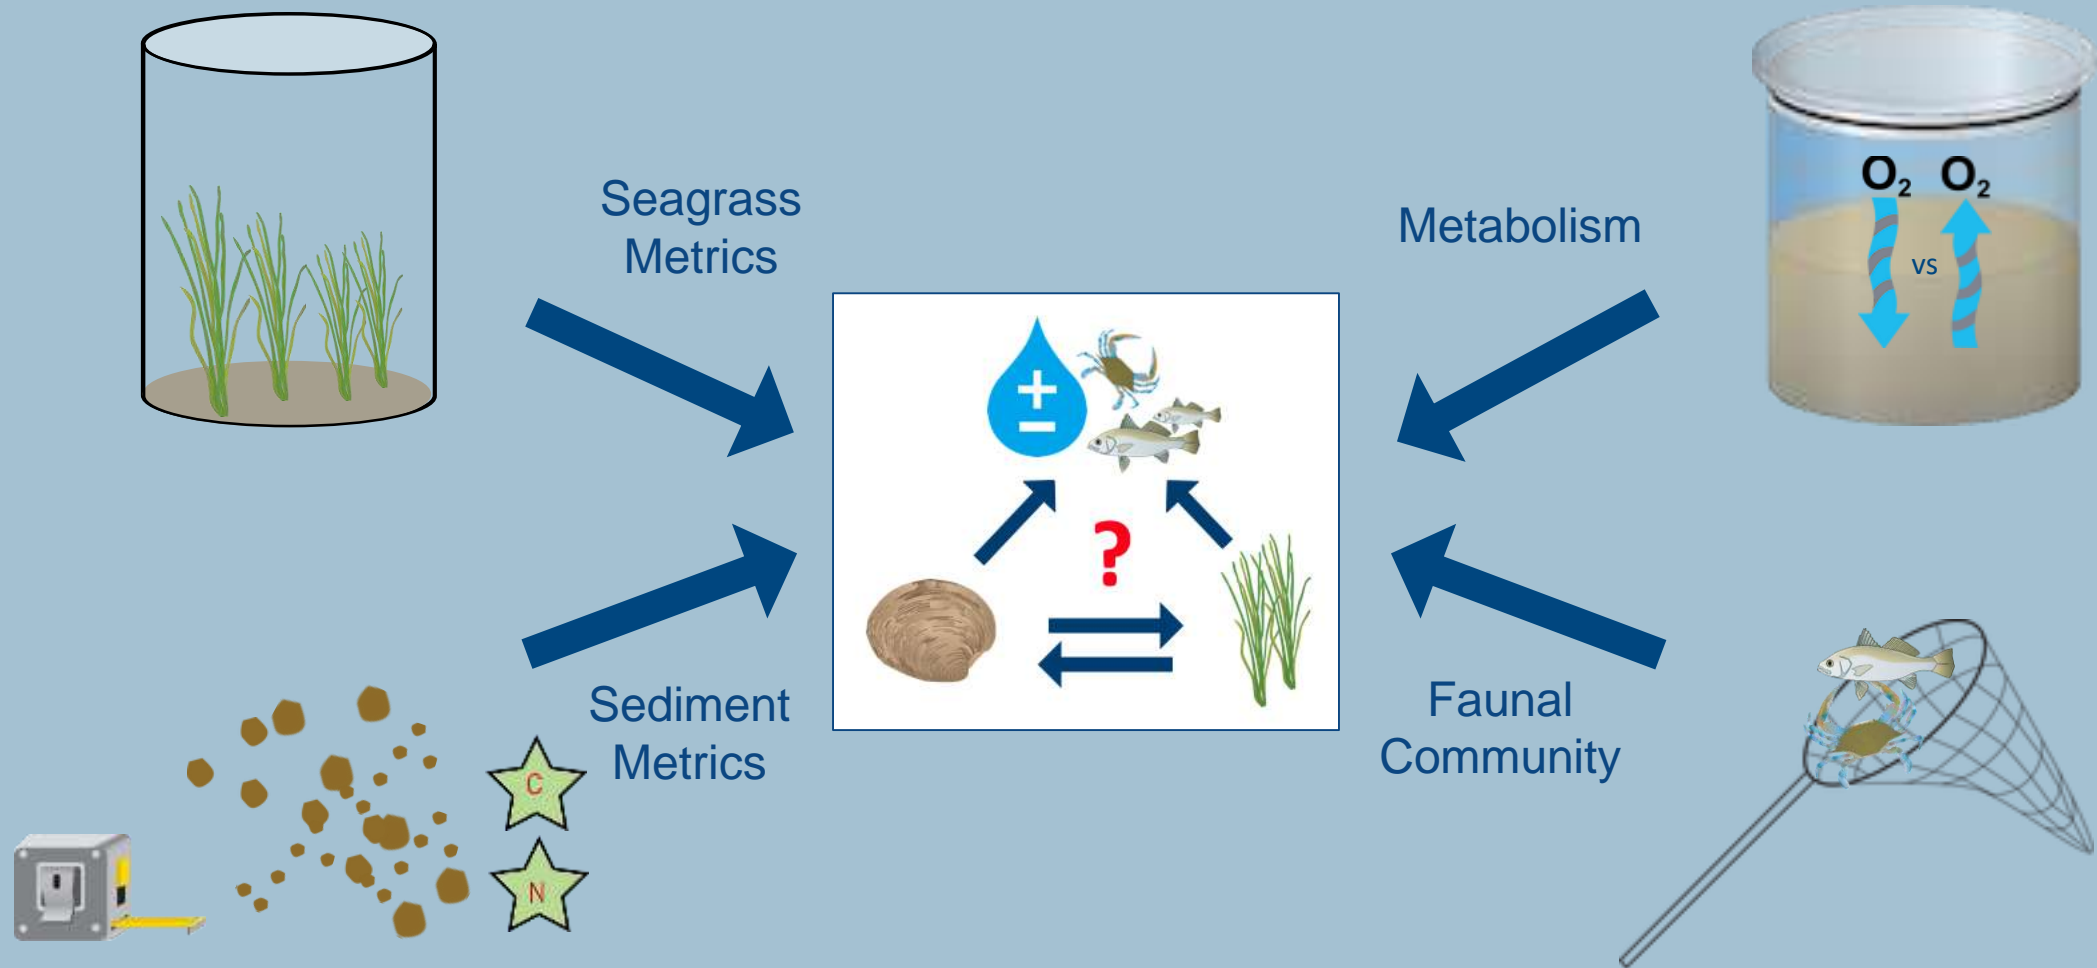 Seagrass
Metrics
Metabolism
O₂ O₂
vs
+
−
?
Sediment
Metrics
C
N
Faunal
Community